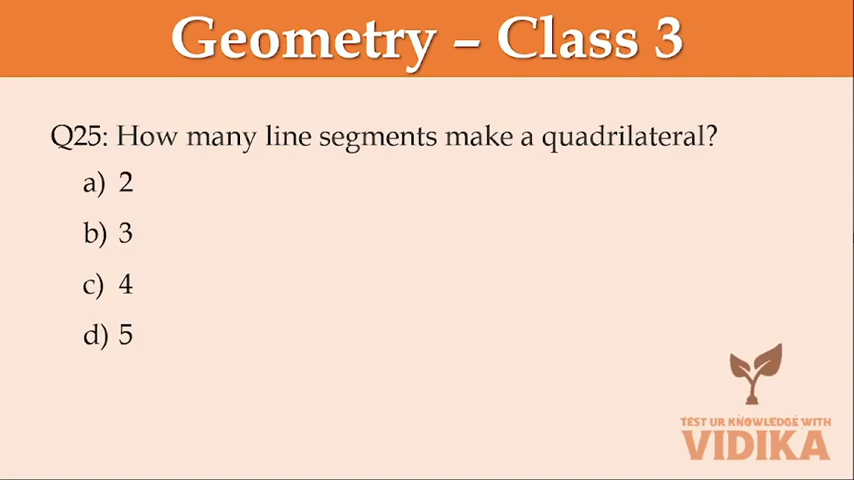 Geometry – Class 3
Q25: How many line segments make a quadrilateral?
a) 2
b) 3
c) 4
d) 5
TEST UR KNOWLEDGE WITH
VIDIKA